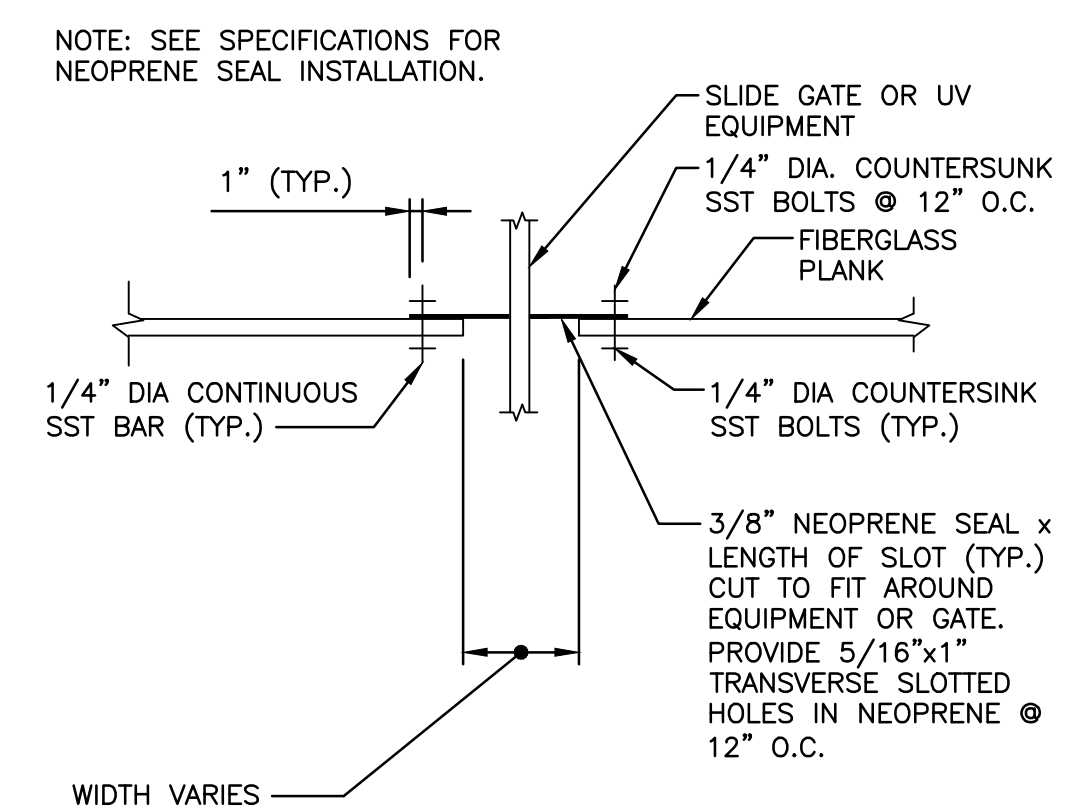 NOTE: SEE SPECIFICATIONS FOR
NEOPRENE SEAL INSTALLATION.
SLIDE GATE OR UV
EQUIPMENT
1" (TYP.)
1/4" DIA. COUNTERSUNK
SST BOLTS @ 12" O.C.
FIBERGLASS
PLANK
1/4" DIA CONTINUOUS
SST BAR (TYP.)
1/4" DIA COUNTERSINK
SST BOLTS (TYP.)
3/8" NEOPRENE SEAL x
LENGTH OF SLOT (TYP.)
CUT TO FIT AROUND
EQUIPMENT OR GATE.
PROVIDE 5/16"x1"
TRANSVERSE SLOTTED
HOLES IN NEOPRENE @
12" O.C.
WIDTH VARIES